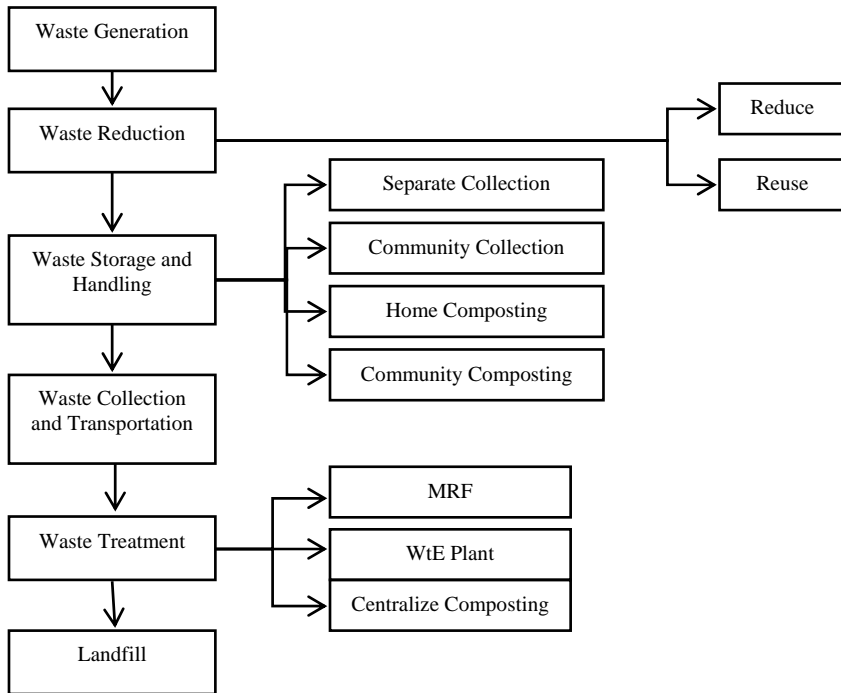 Waste Generation
Waste Reduction
Reduce
Reuse
Separate Collection
Community Collection
Waste Storage and
Handling
Home Composting
Community Composting
Waste Collection
and Transportation
MRF
Waste Treatment
WtE Plant
Centralize Composting
Landfill